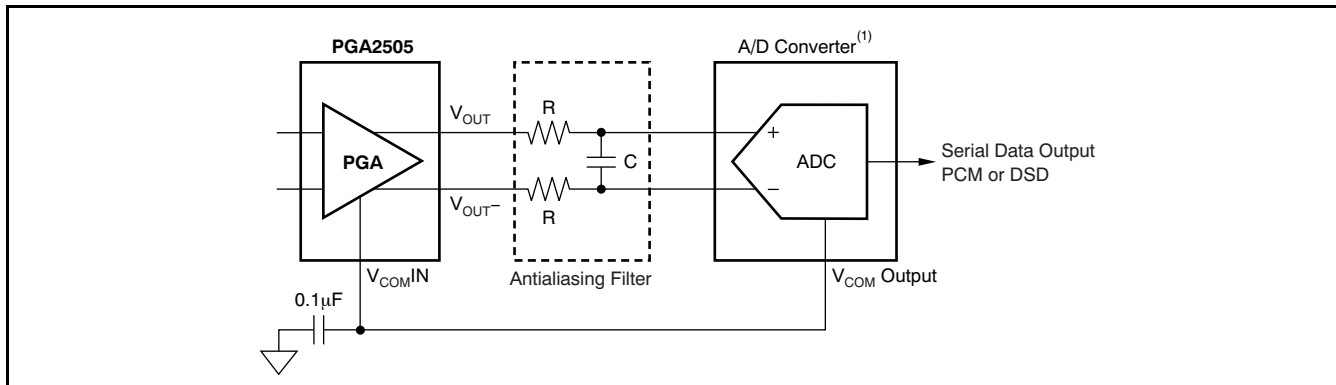 PGA2505
A/D Converter(1)
VOUT
R
PGA
C
+
−
ADC
Serial Data Output
PCM or DSD
VOUT−
R
VCOMIN
Antialiasing Filter
VCOM Output
0.1μF